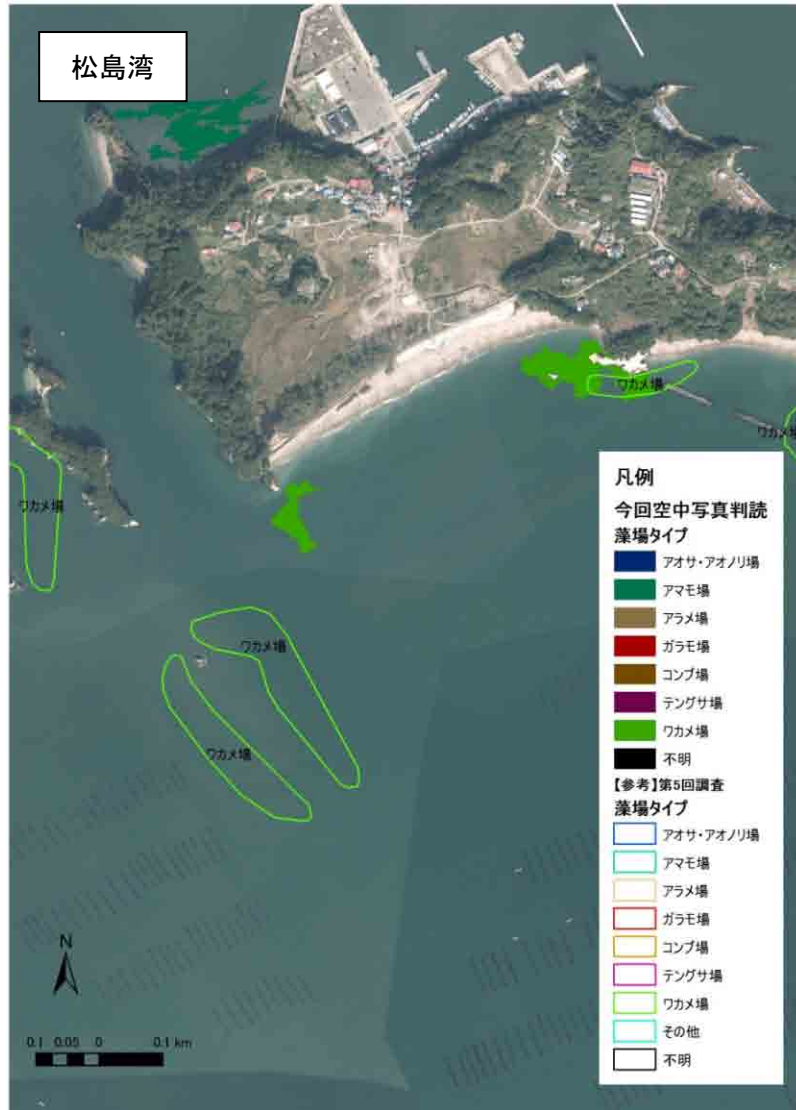 松島湾
ワカメ場
ワカメ場
ワカメ場
ワカメ場
ワカメ場
凡例
今回空中写真判読
藻場タイプ
アオサ・アオノリ場
アマモ場
アラメ場
ガラモ場
コンブ場
テングサ場
ワカメ場
不明
【参考】第5回調査
藻場タイプ
アオサ・アオノリ場
アマモ場
アラメ場
ガラモ場
コンブ場
テングサ場
ワカメ場
その他
不明
N
0.1 0.05 0 0.1 km